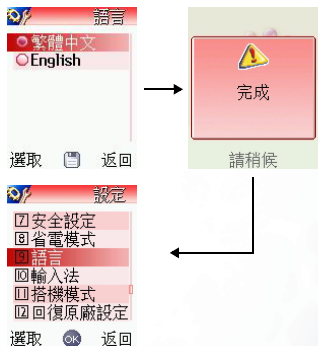 語言
繁體中文
English
選取 返回
完成
請稍候
設定
7安全設定
8省電模式
9語言
10輸入法
11搭機模式
12回復原廠設定
選取 OK 返回